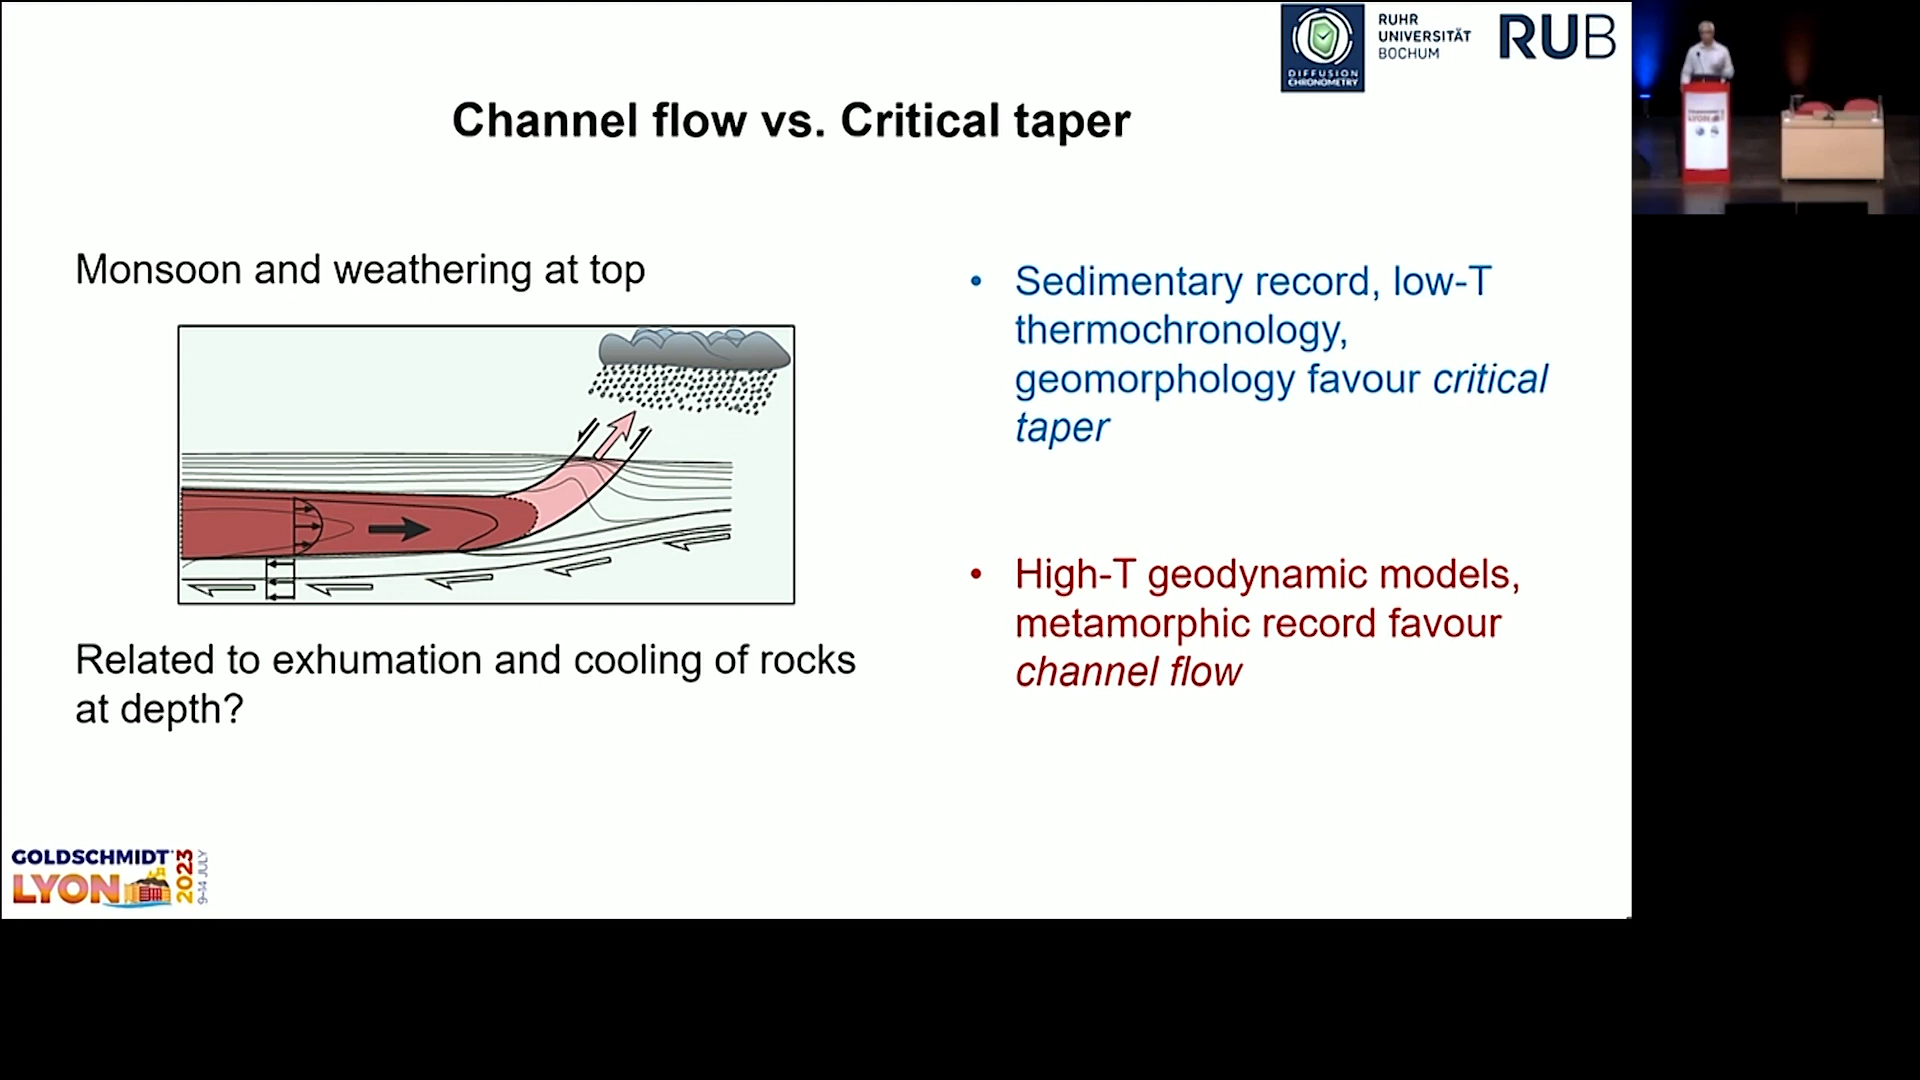 DIFFUSION
CHRONOMETRY
RUHR
UNIVERSITÄT
BOCHUM
RUB
Channel flow vs. Critical taper
Monsoon and weathering at top
Related to exhumation and cooling of rocks
at depth?
• Sedimentary record, low-T
thermochronology,
geomorphology favour critical
taper
• High-T geodynamic models,
metamorphic record favour
channel flow
GOLDSCHMIDT
LYON
2023
9-14 JULY
LYON